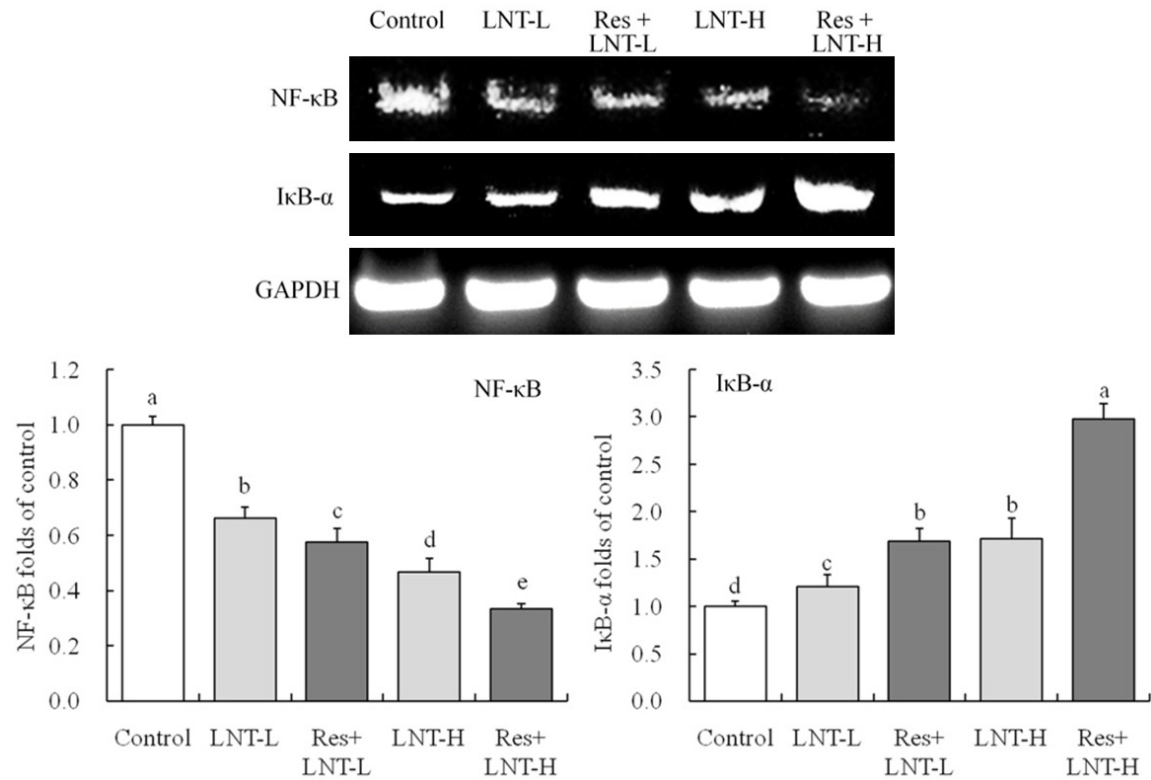 Control LNT-L Res + LNT-H Res +
LNT-L LNT-H
NF-κB
IκB-α
GAPDH
NF-κB folds of control
1.2
1.0
0.8
0.6
0.4
0.2
0.0
NF-κB
a
b
c
d
e
Control LNT-L Res+ LNT-H Res+
LNT-L LNT-H
IκB-α folds of control
3.5
3.0
2.5
2.0
1.5
1.0
0.5
0.0
IκB-α
d
c
b
b
a
Control LNT-L Res+ LNT-H Res+
LNT-L LNT-H